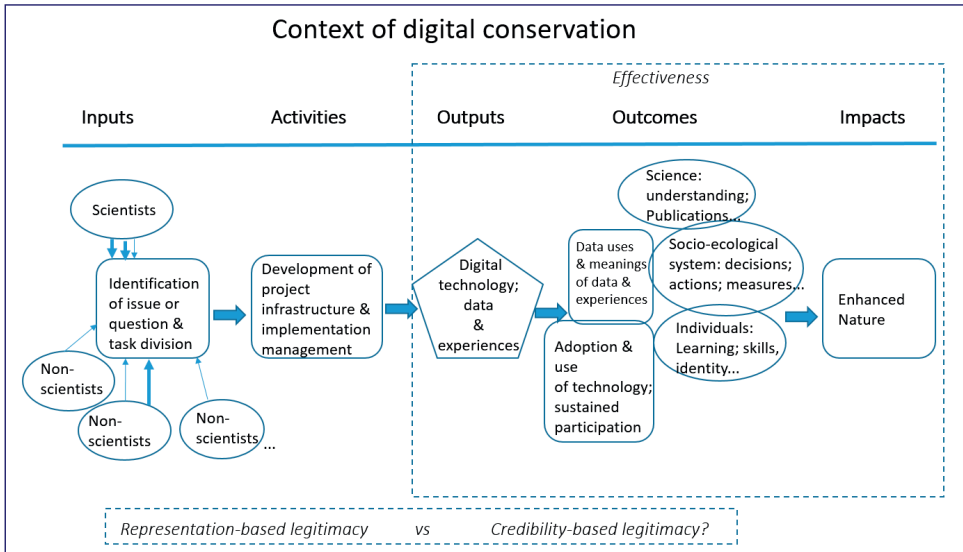 Context of digital conservation
Effectiveness
Inputs
Activities
Outputs
Outcomes
Impacts
Scientists
Identification
of issue or
question &
task division
Non-
scientists
Non-
scientists
Non-
scientists
...
Development of
project
infrastructure &
implementation
management
Digital
technology;
data
&
experiences
Data uses
& meanings
of data &
experiences
Adoption &
use
of technology;
sustained
participation
Science:
understanding;
Publications...
Socio-ecological
system: decisions;
actions; measures...
Individuals:
Learning; skills,
identity...
Enhanced
Nature
Representation-based legitimacy vs Credibility-based legitimacy?